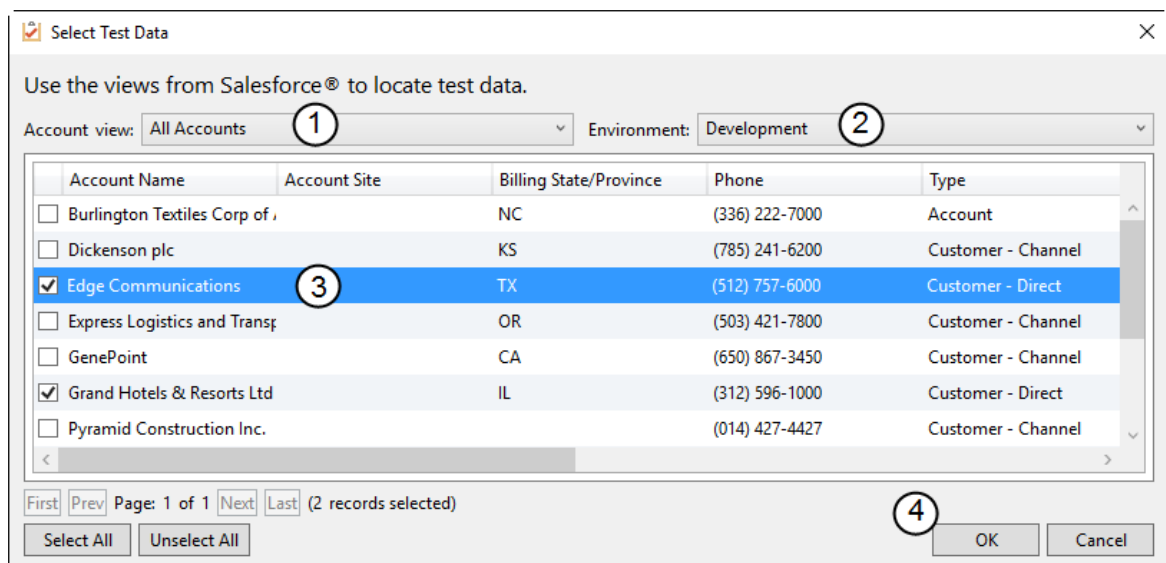 Select Test Data
Use the views from Salesforce® to locate test data.
Account view: All Accounts 1 Environment: Development 2
Account Name Account Site Billing State/Province Phone Type
Burlington Textiles Corp of NC (336) 222-7000 Account
Dickenson plc KS (785) 241-6200 Customer - Channel
Edge Communications 3 TX (512) 757-6000 Customer - Direct
Express Logistics and Transp OR (503) 421-7800 Customer - Channel
GenePoint CA (650) 867-3450 Customer - Channel
Grand Hotels & Resorts Ltd IL (312) 596-1000 Customer - Direct
Pyramid Construction Inc. (014) 427-4427 Customer - Channel
First Prev Page: 1 of 1 Next Last (2 records selected)
4
Select All Unselect All OK Cancel